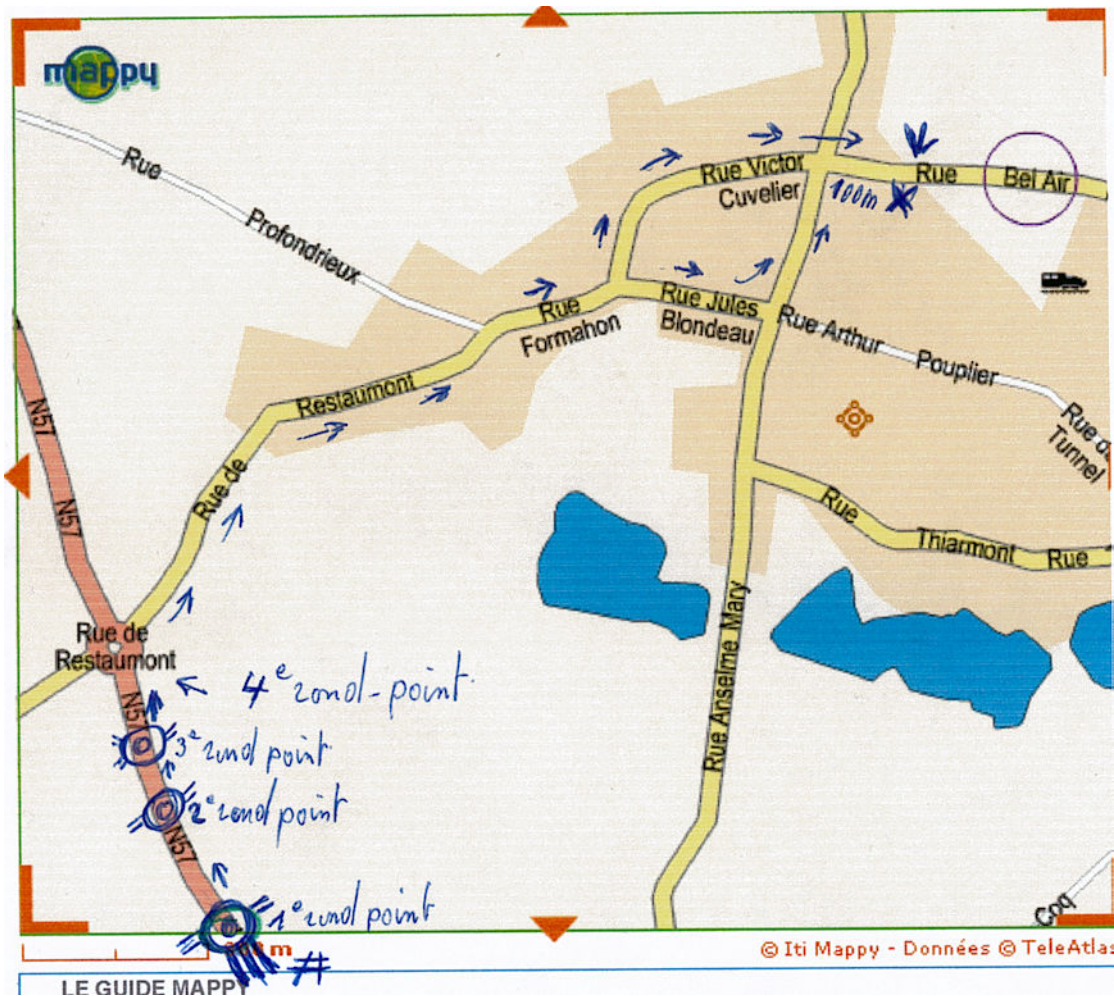 mappy
Rue
Profondrieux
Rue Victor
Cuvelier
Rue
Bel Air
100m
Rue
Formahon
Rue Jules
Blondeau
Rue Arthur
Pouplier
Restaumont
Rue de
N57
N57
Rue
Tunnel
Rue
Thiarmont
Rue
Rue de
Restaumont
Rue Anselme Mary
4e rond-point
N57
3e rond point
2e rond point
N57
1e rond point
Coq
m
© Iti Mappy - Données © TeleAtlas
LE GUIDE MAPPY